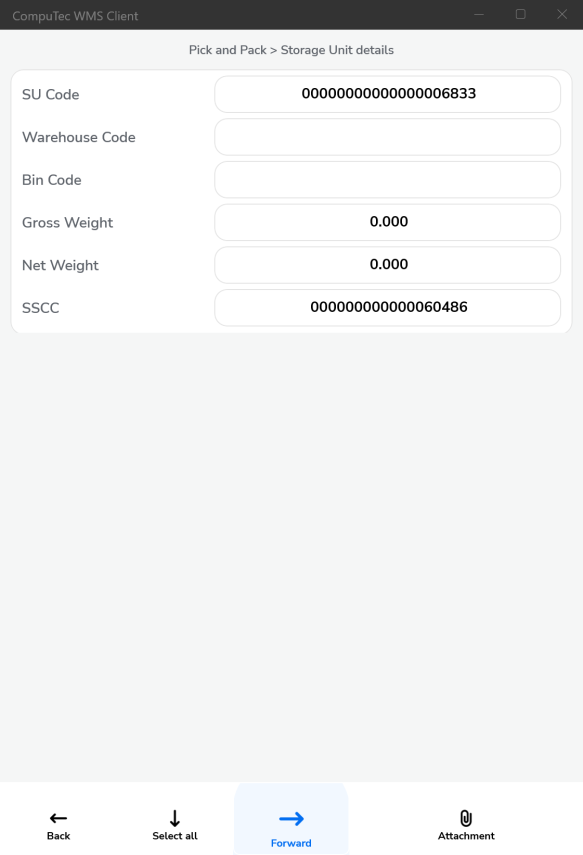 CompuTec WMS Client
Pick and Pack > Storage Unit details
SU Code 00000000000000006833
Warehouse Code
Bin Code
Gross Weight 0.000
Net Weight 0.000
SSCC 000000000000060486
Back Select all Forward Attachment